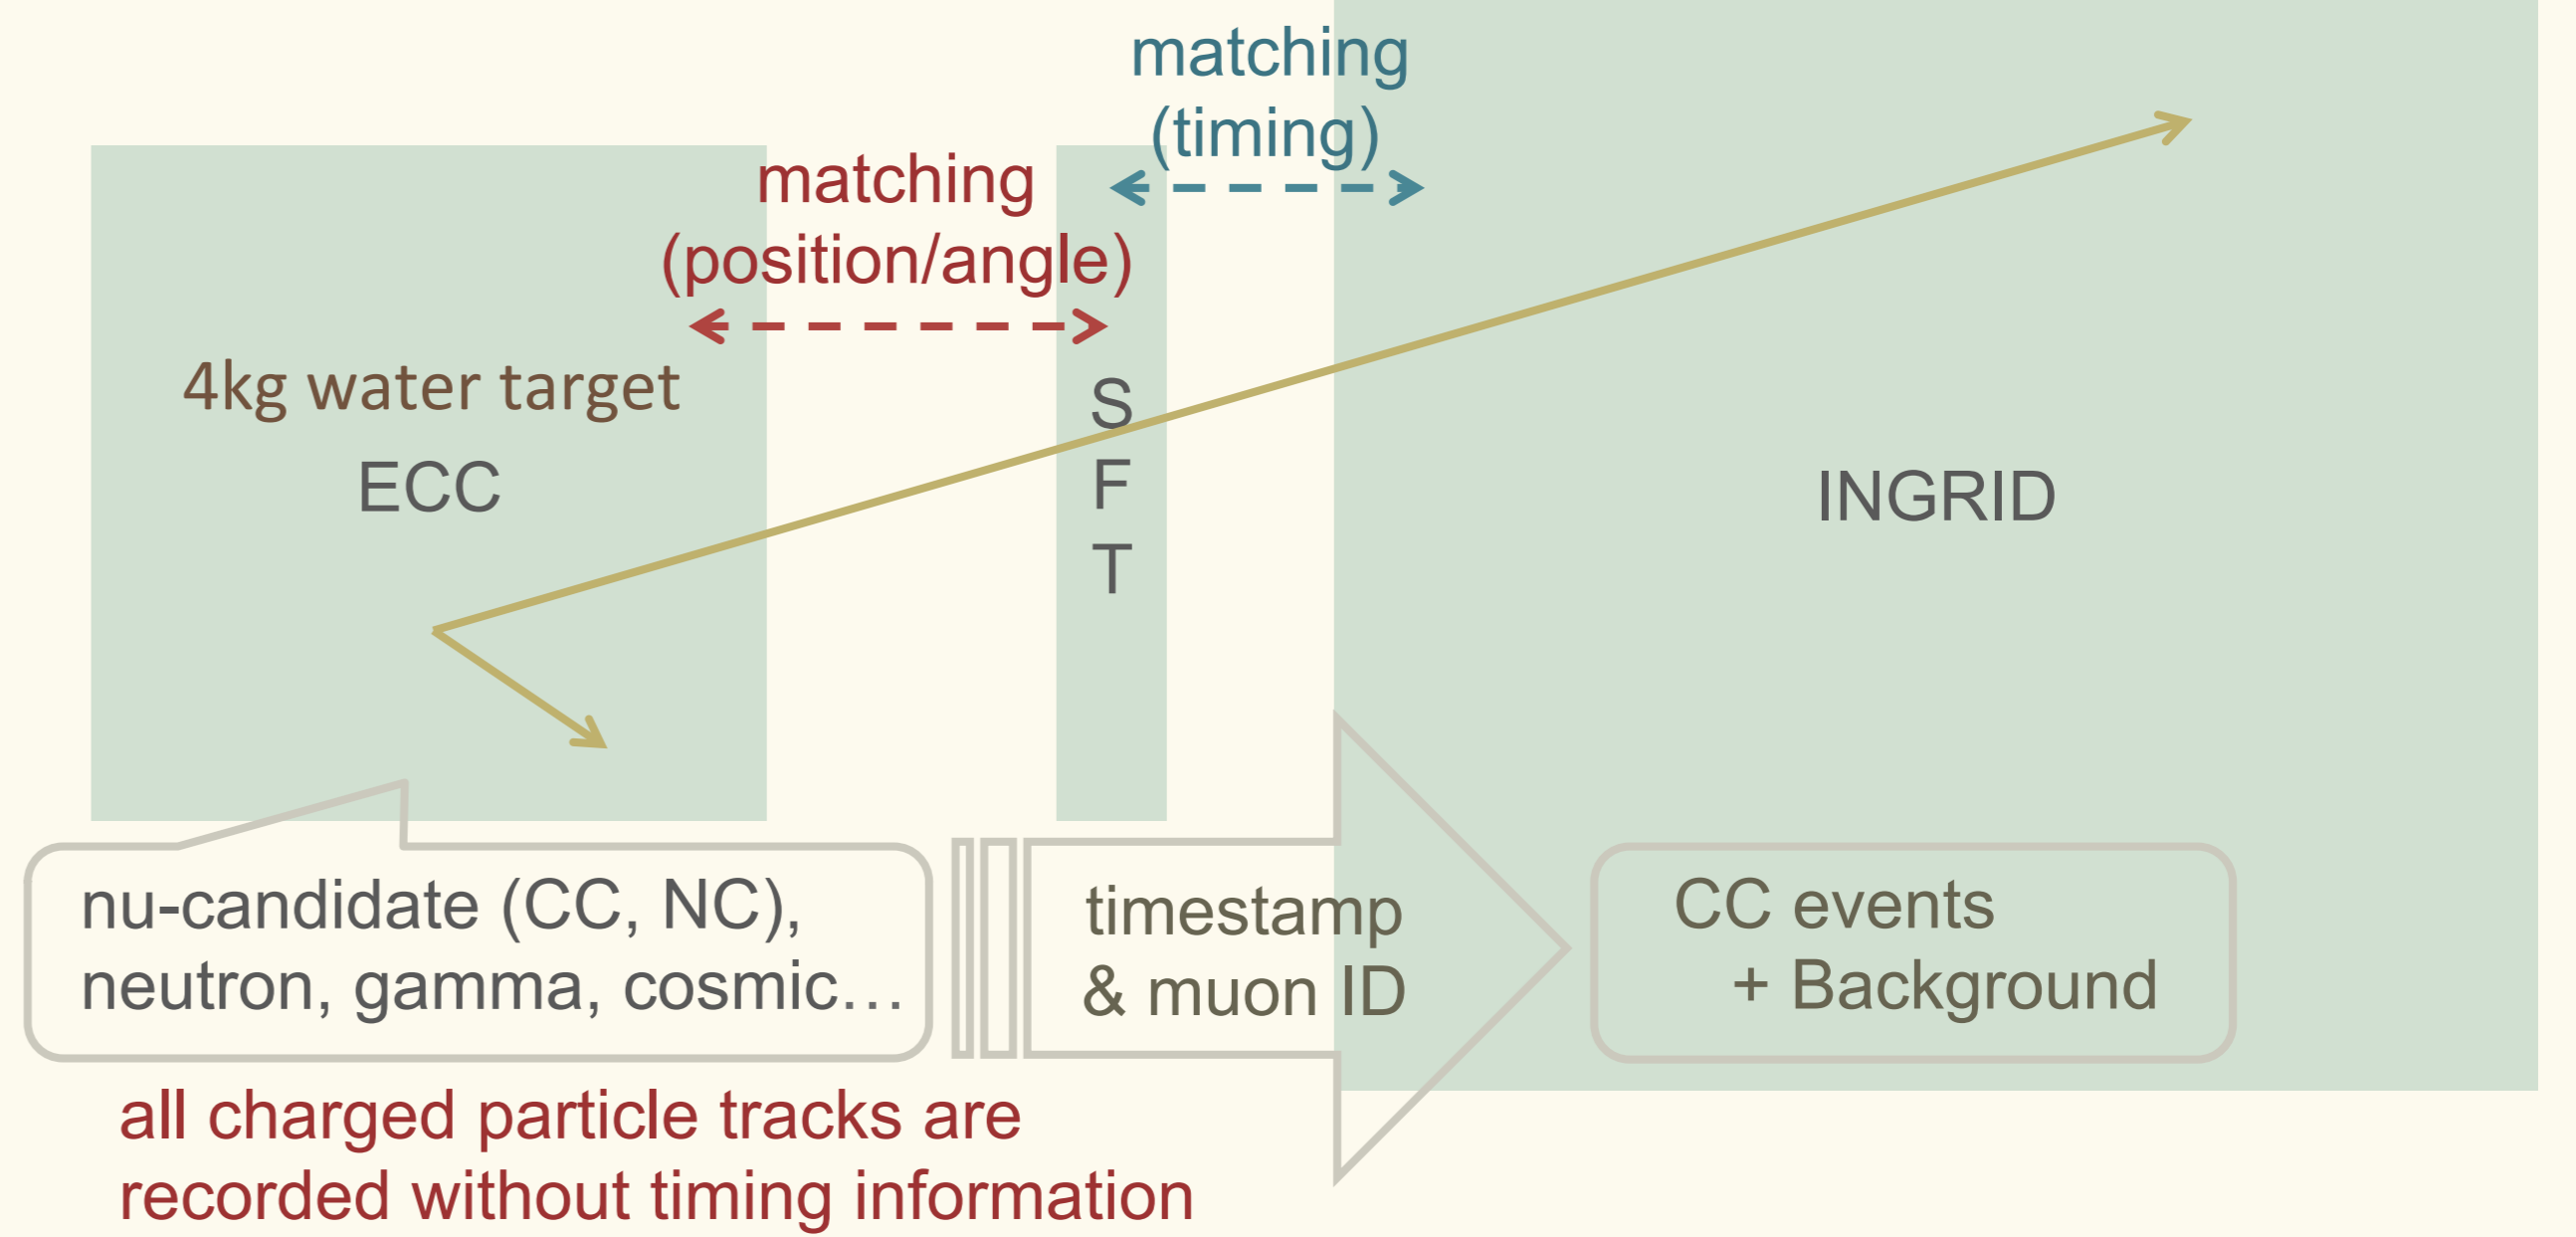 matching
(timing)
matching
(position/angle)
4kg water target
ECC
S
F
T
INGRID
nu-candidate (CC, NC),
neutron, gamma, cosmic…
timestamp
& muon ID
CC events
+ Background
all charged particle tracks are
recorded without timing information